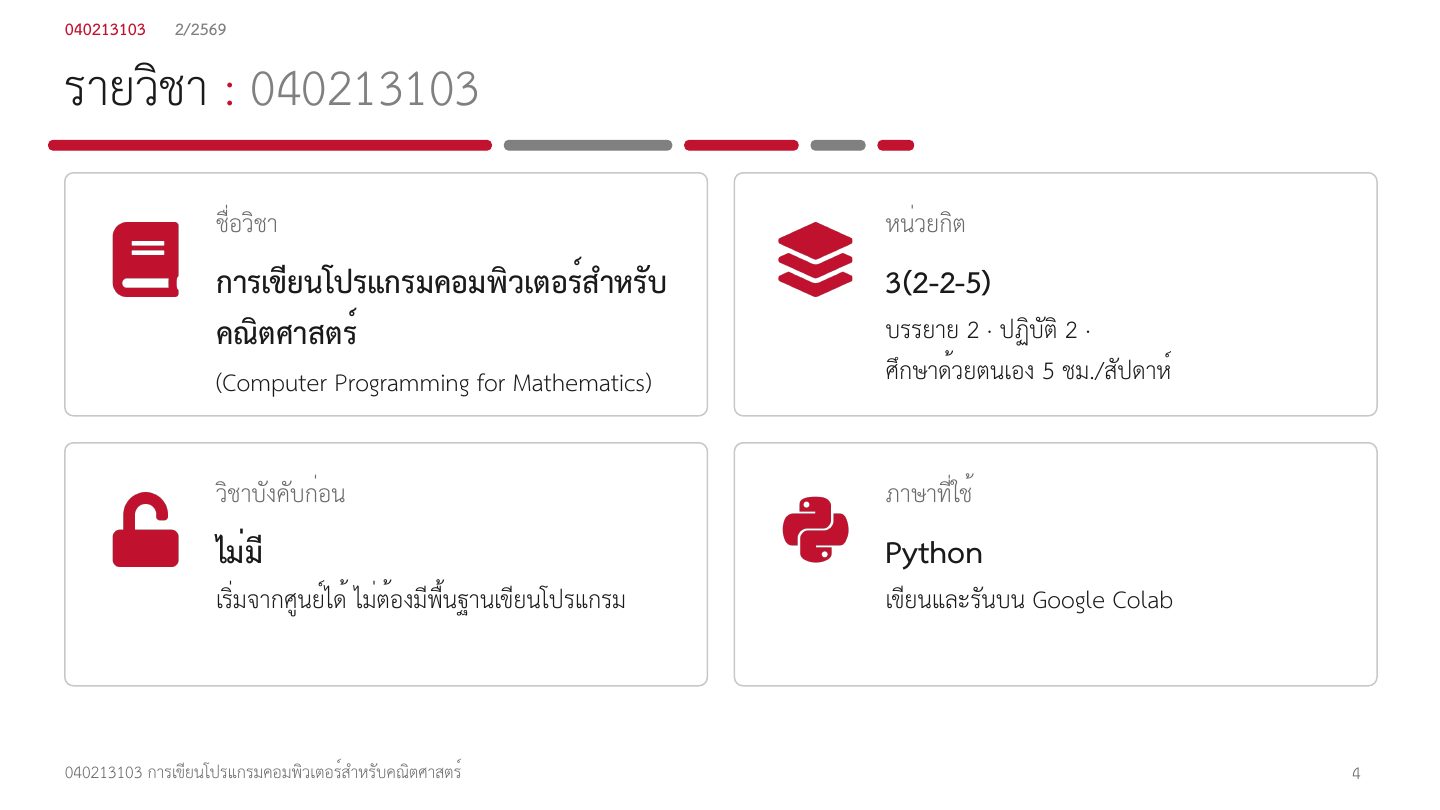 040213103 2/2569
รายวิชา : 040213103
ชื่อวิชา
การเขียนโปรแกรมคอมพิวเตอร์สำหรับ
คณิตศาสตร์
(Computer Programming for Mathematics)
หน่วยกิต
3(2-2-5)
บรรยาย 2 · ปฏิบัติ 2 ·
ศึกษาด้วยตนเอง 5 ชม./สัปดาห์
วิชาบังคับก่อน
ไม่มี
เริ่มจากศูนย์ได้ ไม่ต้องมีพื้นฐานเขียนโปรแกรม
ภาษาที่ใช้
Python
เขียนและรันบน Google Colab
040213103 การเขียนโปรแกรมคอมพิวเตอร์สำหรับคณิตศาสตร์
4